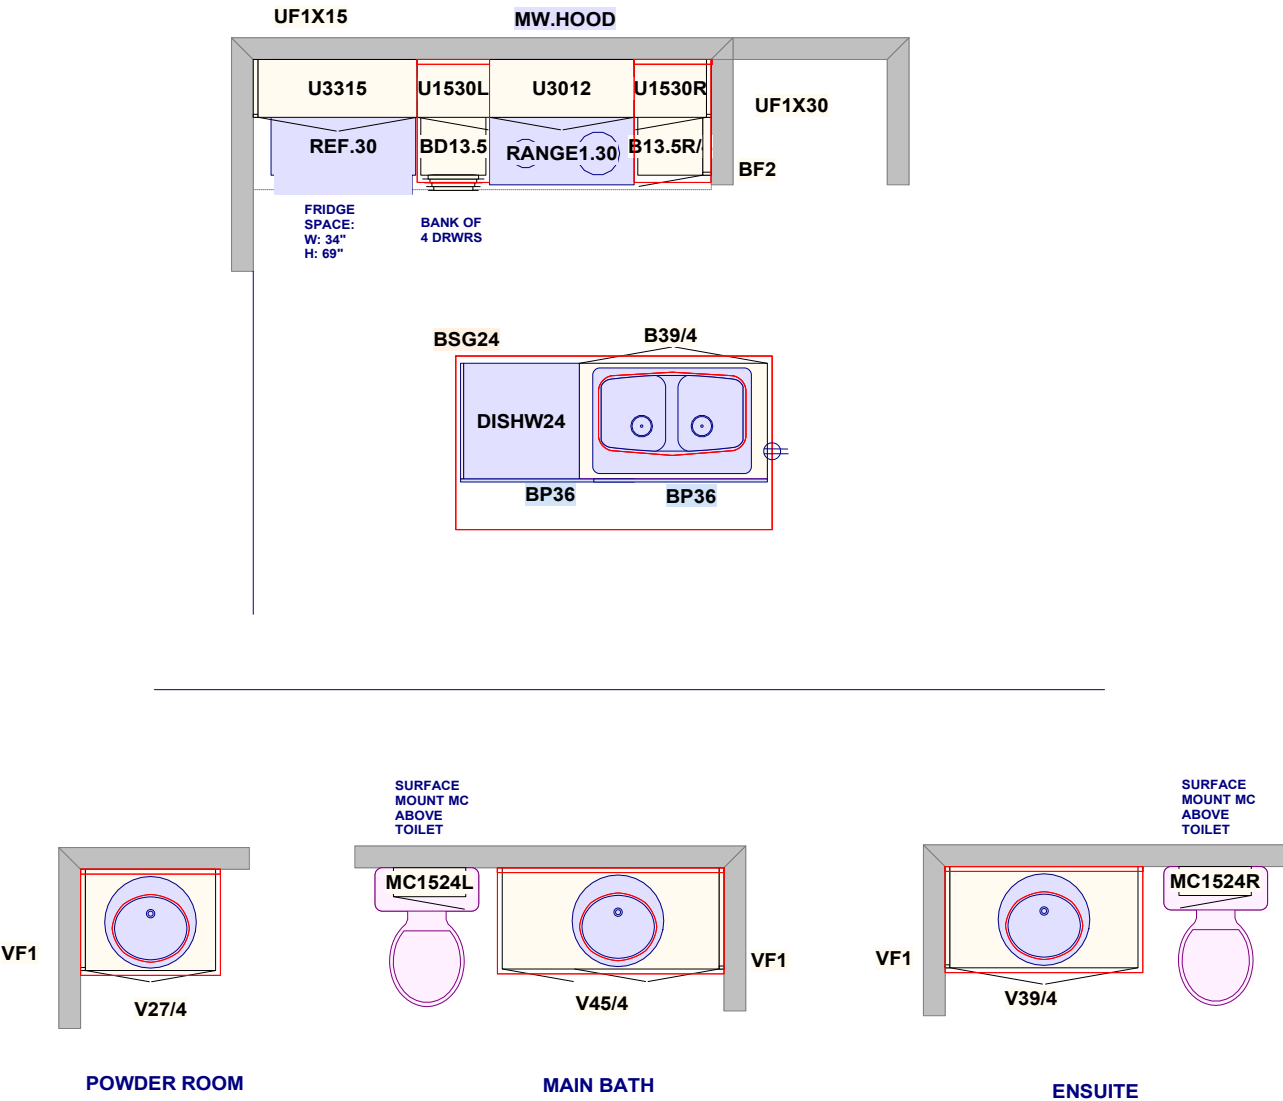 UF1X15
MW.HOOD
U3315
U1530L
U3012
U1530R
UF1X30
REF.30
BD13.5
RANGE1.30
B13.5R/
BF2
FRIDGE
SPACE:
W: 34"
H: 69"
BANK OF
4 DRWRS
BSG24
B39/4
DISHW24
BP36
BP36
SURFACE
MOUNT MC
ABOVE
TOILET
SURFACE
MOUNT MC
ABOVE
TOILET
MC1524L
MC1524R
VF1
VF1
VF1
V27/4
V45/4
V39/4
POWDER ROOM
MAIN BATH
ENSUITE